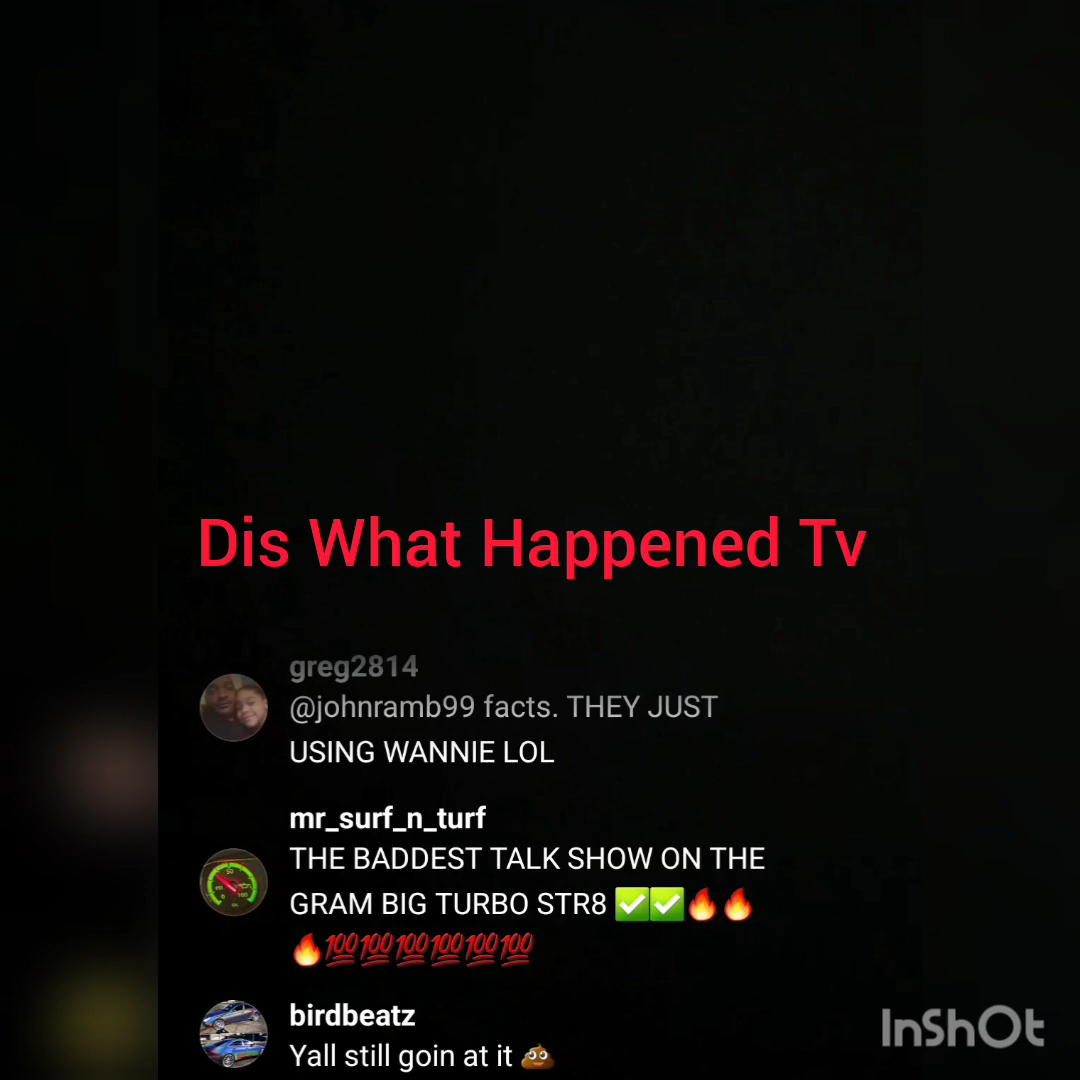 Dis What Happened Tv
greg2814
@johnramb99 facts. THEY JUST
USING WANNIE LOL
mr_surf_n_turf
THE BADDEST TALK SHOW ON THE
GRAM BIG TURBO STR8 ✅✅🔥🔥
🔥💯💯💯💯💯💯
birdbeatz
Yall still goin at it 💩
InShOt